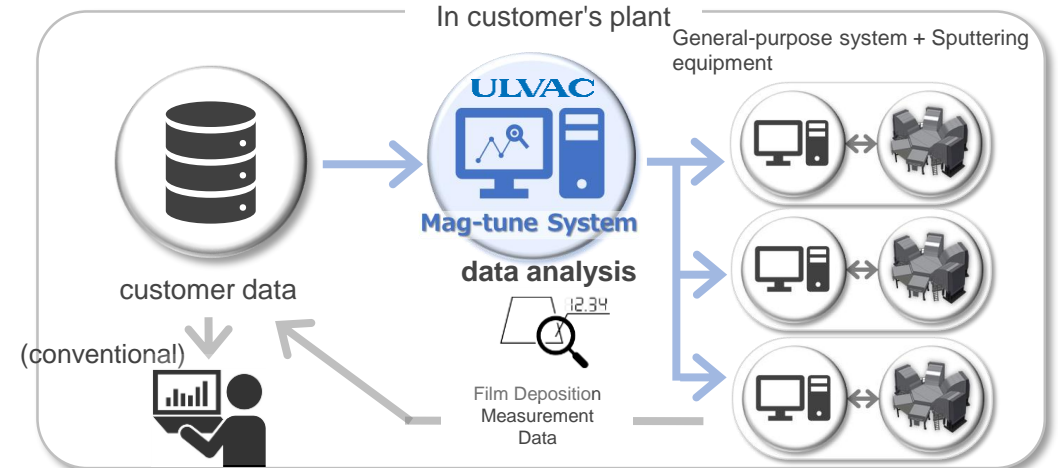 In customer's plant
General-purpose system + Sputtering
equipment
ULVAC
Mag-tune System
data analysis
customer data
12.34
(conventional)
Film Deposition
Measurement
Data